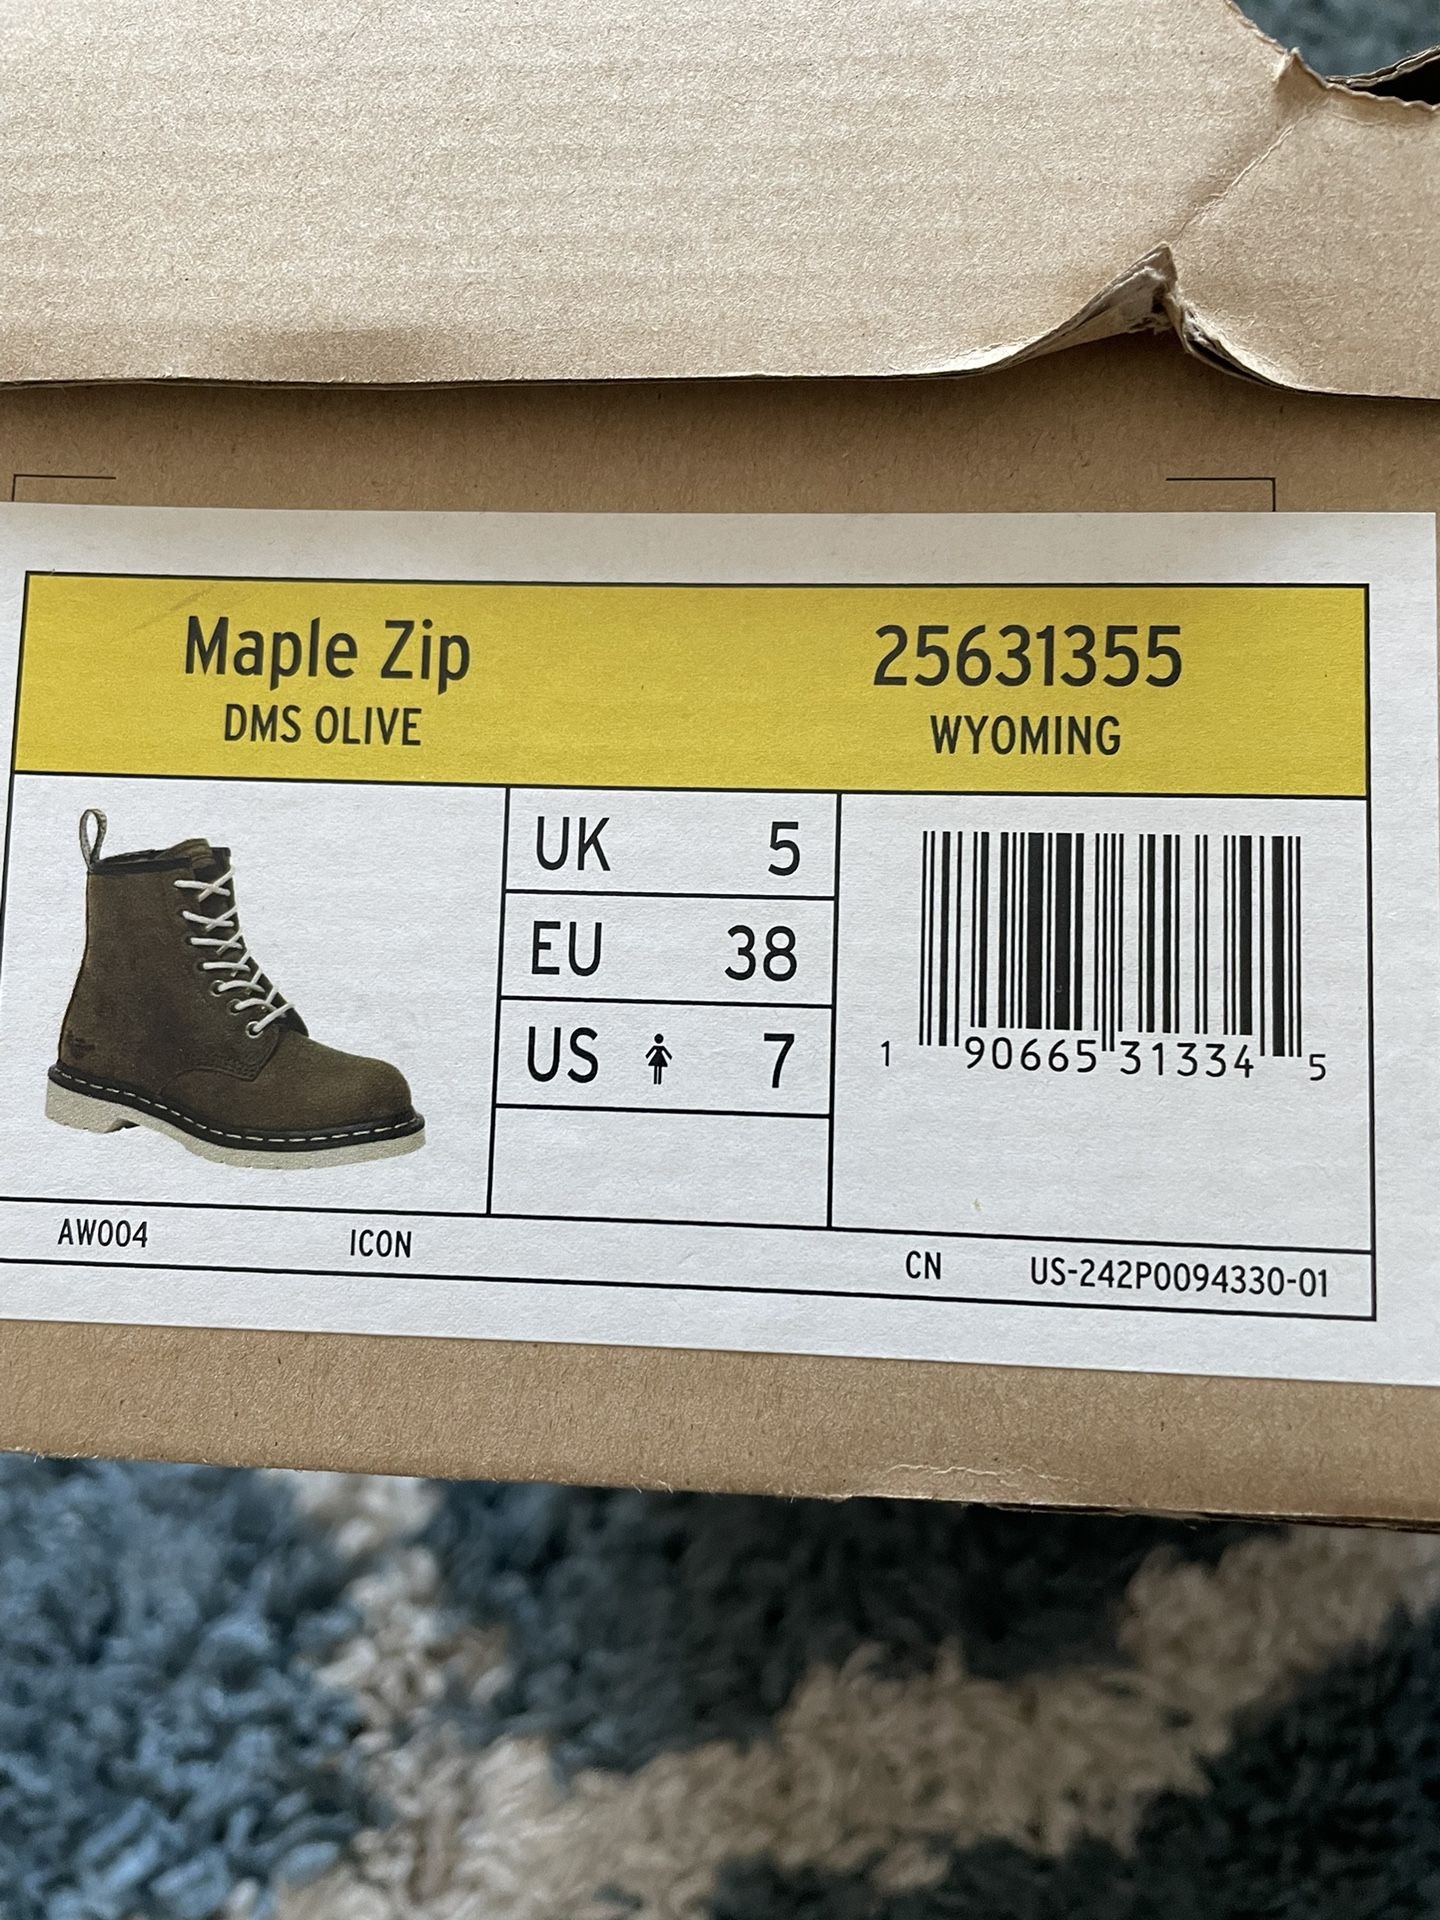 Maple Zip
DMS OLIVE
25631355
WYOMING
UK 5
EU 38
US 7
1 90665 31334 5
AW004 ICON CN US-242P0094330-01